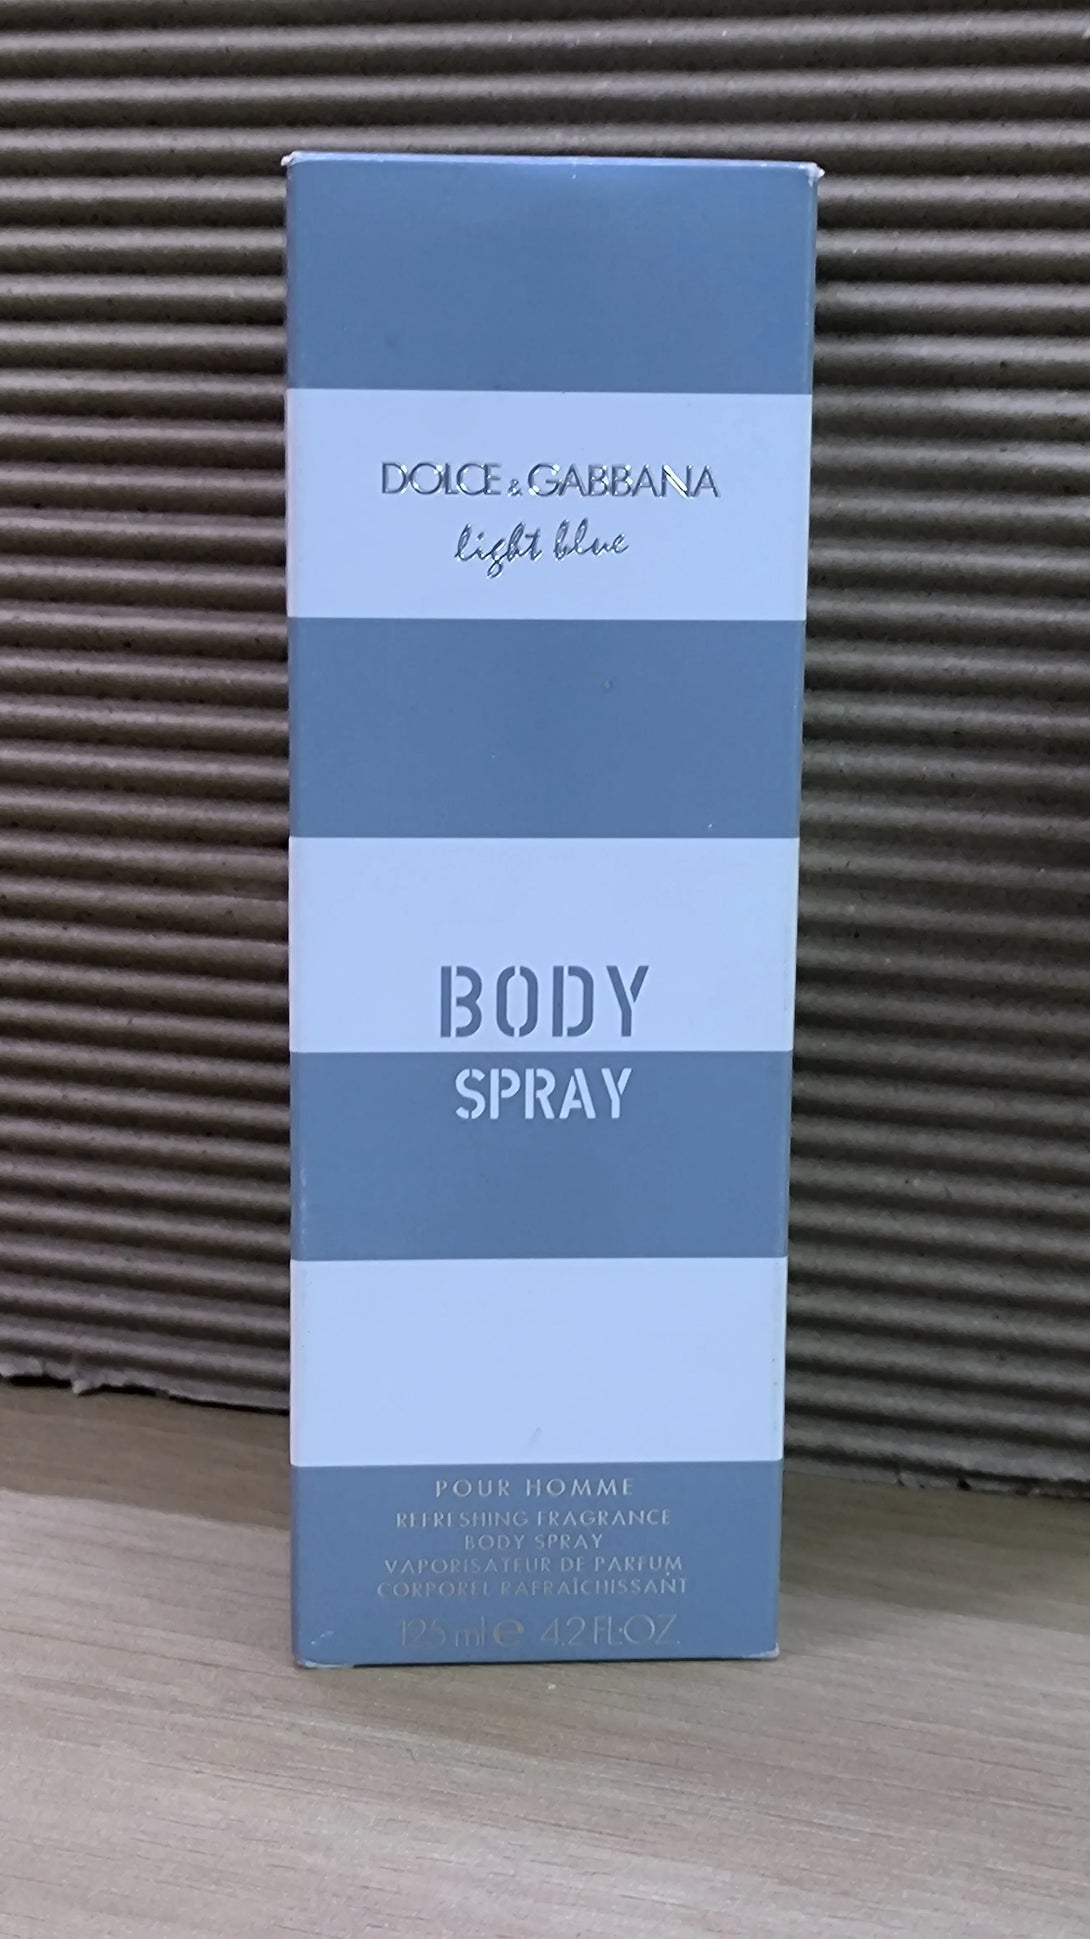 DOLCE & GABBANA
light blue
BODY
SPRAY
POUR HOMME
REFRESHING FRAGRANCE
BODY SPRAY
VAPORISATEUR DE PARFUM
CORPOREL RAFRAÎCHISSANT
125 ml e 4.2 FL.OZ.